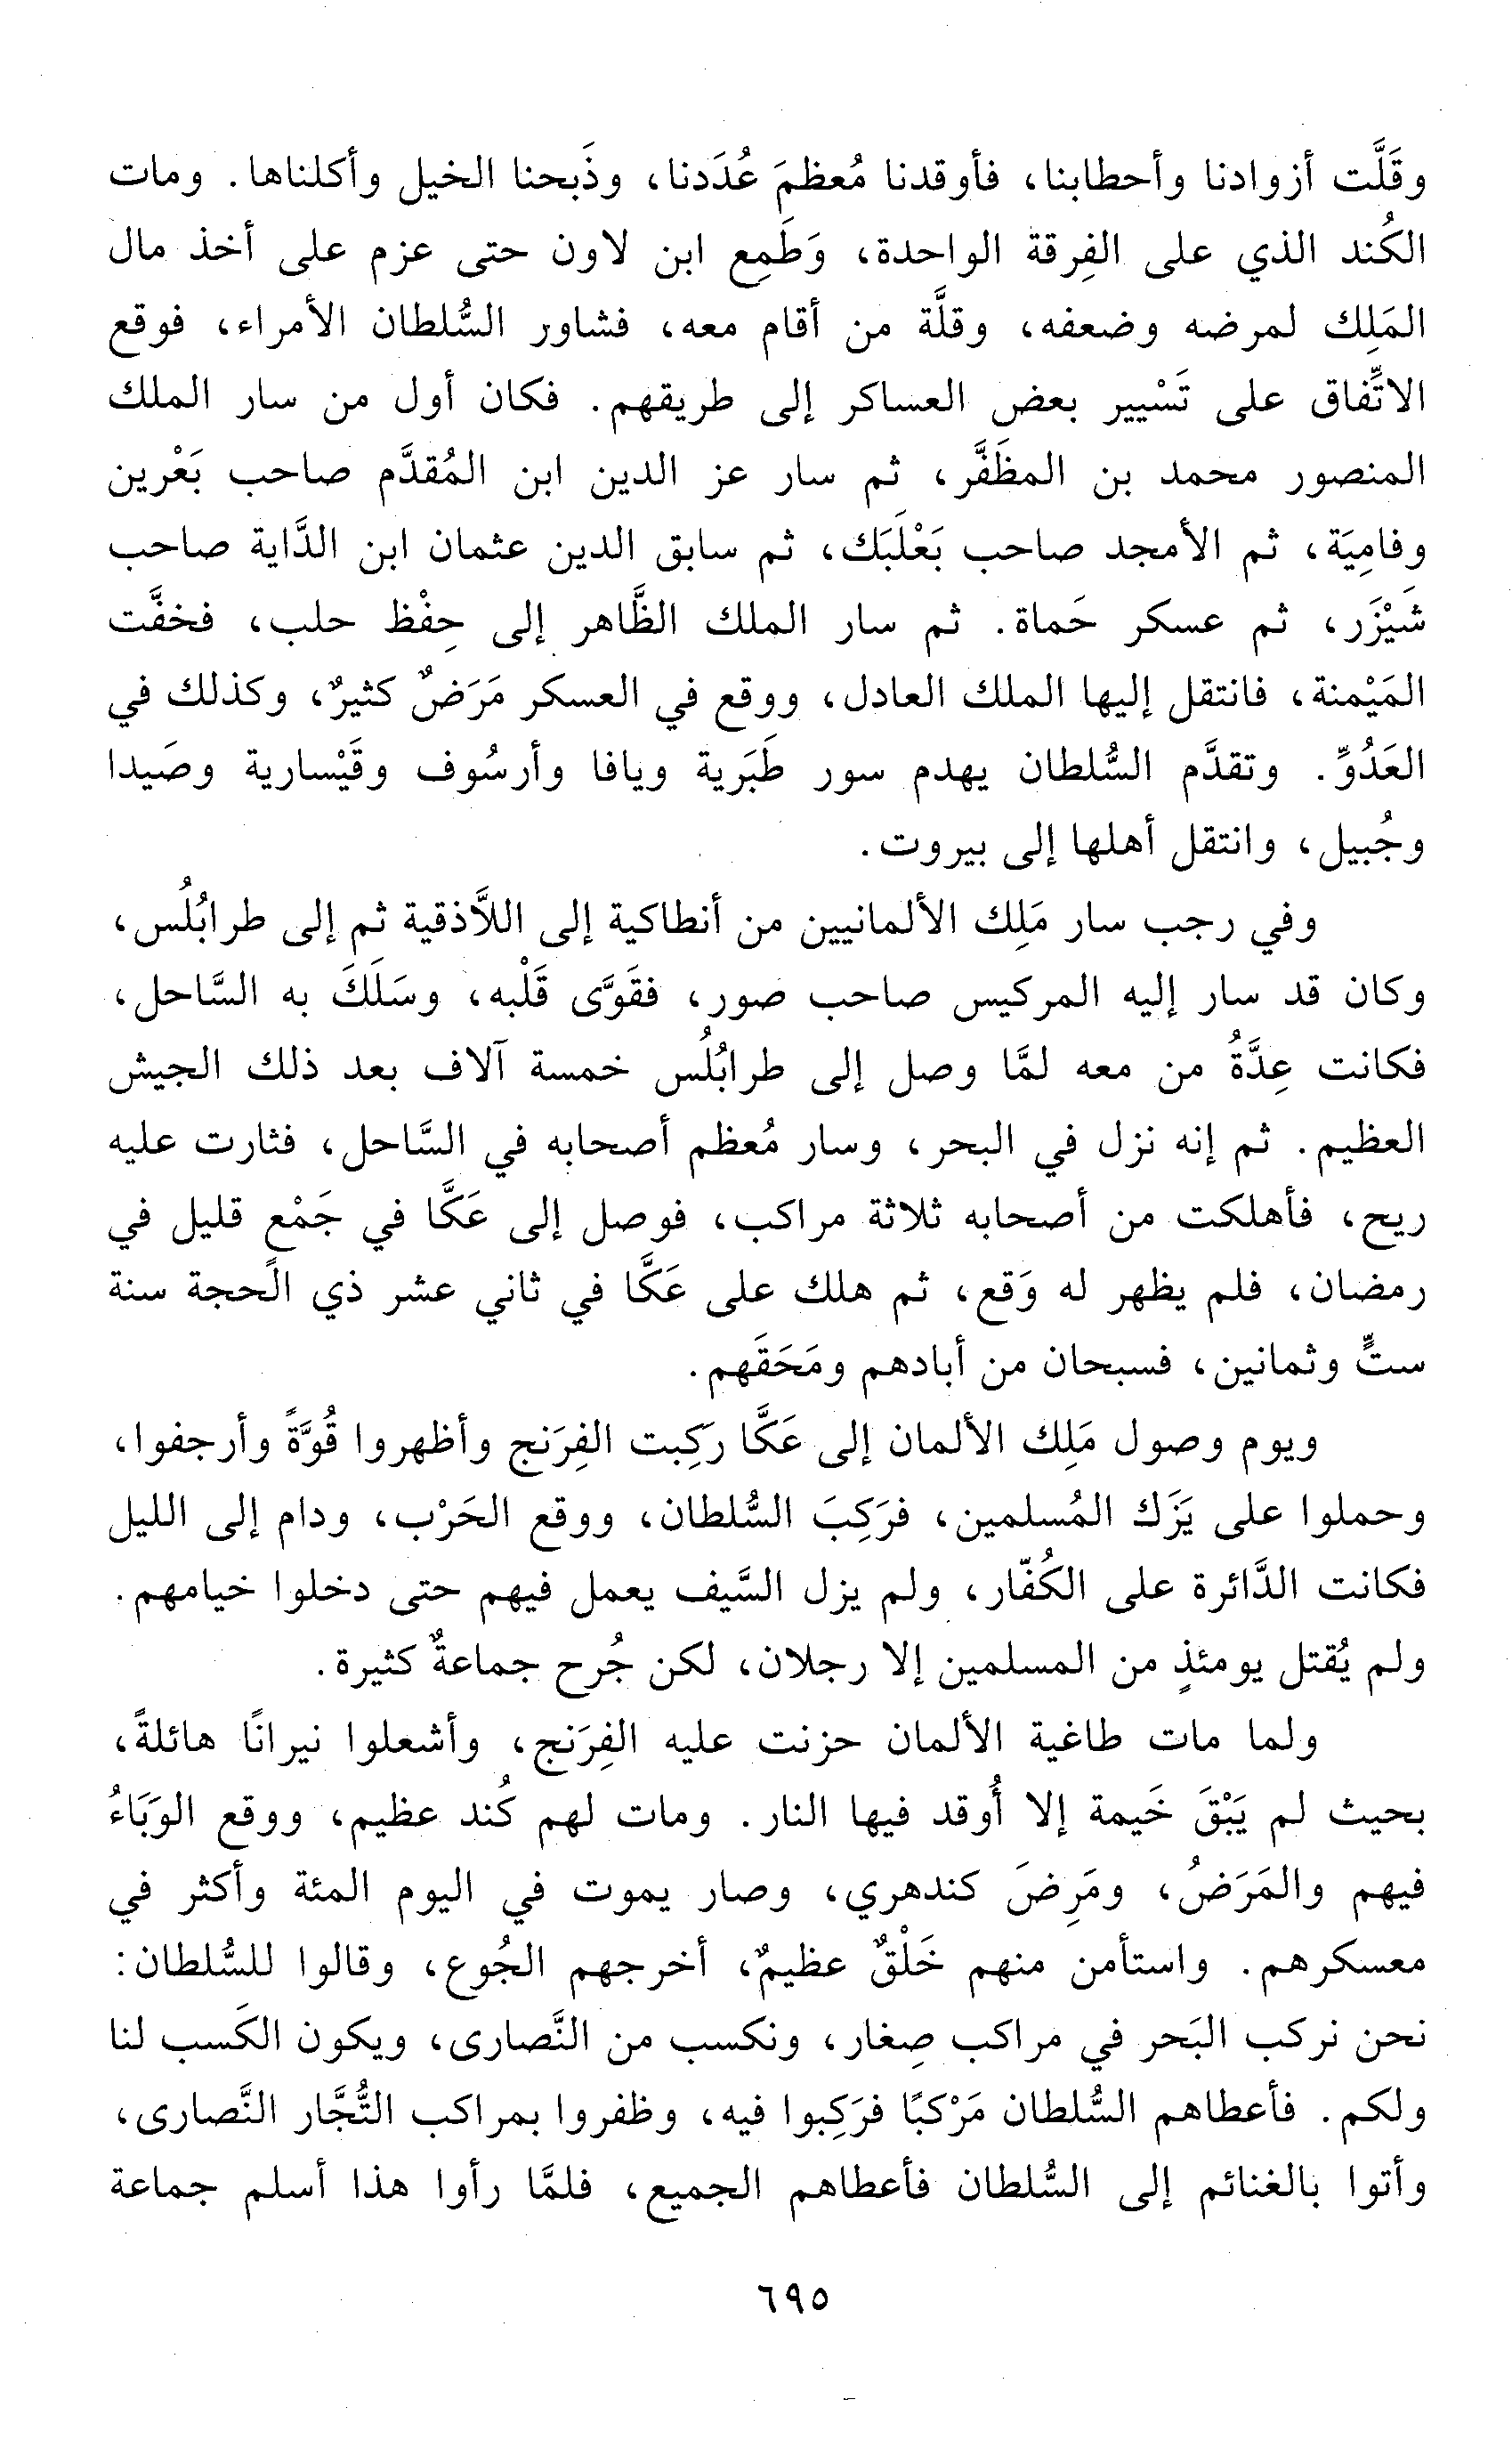 وقَلَّت أزوادنا وأحطابنا، فأوقدنا مُعظمَ عُدَدنا، وذَبحنا الخيل وأكلناها. ومات
الكُند الذي على الفِرقة الواحدة، وَطَمِع ابن لاون حتى عزم على أخذ مال
المَلِك لمرضه وضعفه، وقلَّة من أقام معه، فشاور السُّلطان الأمراء، فوقع
الاتِّفاق على تَسْيير بعض العساكر إلى طريقهم. فكان أول من سار الملك
المنصور محمد بن المظَفَّر، ثم سار عز الدين ابن المُقدَّم صاحب بَعْرين
وفامِيَة، ثم الأمجد صاحب بَعْلَبَك، ثم سابق الدين عثمان ابن الدَّاية صاحب
شَيْزَر، ثم عسكر حَماة. ثم سار الملك الظَّاهر إلى حِفْظ حلب، فخفَّت
المَيْمنة، فانتقل إليها الملك العادل، ووقع في العسكر مَرَضٌ كثيرٌ، وكذلك في
العَدُوِّ. وتقدَّم السُّلطان يهدم سور طَبَرية ويافا وأرسُوف وقَيْسارية وصَيدا
وجُبيل، وانتقل أهلها إلى بيروت.
وفي رجب سار مَلِك الألمانيين من أنطاكية إلى اللاَّذقية ثم إلى طرابُلُس،
وكان قد سار إليه المركيس صاحب صور، فقَوَّى قَلْبه، وسَلَكَ به السَّاحل،
فكانت عِدَّةُ من معه لمَّا وصل إلى طرابُلُس خمسة آلاف بعد ذلك الجيش
العظيم. ثم إنه نزل في البحر، وسار مُعظم أصحابه في السَّاحل، فثارت عليه
ريح، فأهلكت من أصحابه ثلاثة مراكب، فوصل إلى عَكَّا في جَمْع قليل في
رمضان، فلم يظهر له وَقع، ثم هلك على عَكَّا في ثاني عشر ذي الحجة سنة
ستٍّ وثمانين، فسبحان من أبادهم ومَحَقَهم.
ويوم وصول مَلِك الألمان إلى عَكَّا ركِبت الفِرَنج وأظهروا قُوَّةً وأرجفوا،
وحملوا على يَزَك المُسلمين، فرَكِبَ السُّلطان، ووقع الحَرْب، ودام إلى الليل
فكانت الدَّائرة على الكُفّار، ولم يزل السَّيف يعمل فيهم حتى دخلوا خيامهم.
ولم يُقتل يومئذٍ من المسلمين إلا رجلان، لكن جُرح جماعةٌ كثيرة.
ولما مات طاغية الألمان حزنت عليه الفِرَنج، وأشعلوا نيرانًا هائلةً،
بحيث لم يَبْقَ خَيمة إلا أُوقد فيها النار. ومات لهم كُند عظيم، ووقع الوَبَاءُ
فيهم والمَرَضُ، ومَرِضَ كندهري، وصار يموت في اليوم المئة وأكثر في
معسكرهم. واستأمن منهم خَلْقٌ عظيمٌ، أخرجهم الجُوع، وقالوا للسُّلطان:
نحن نركب البَحر في مراكب صِغار، ونكسب من النَّصارى، ويكون الكَسب لنا
ولكم. فأعطاهم السُّلطان مَرْكبًا فرَكِبوا فيه، وظفروا بمراكب التُّجَّار النَّصارى،
وأتوا بالغنائم إلى السُّلطان فأعطاهم الجميع، فلمَّا رأوا هذا أسلم جماعة
٦٩٥